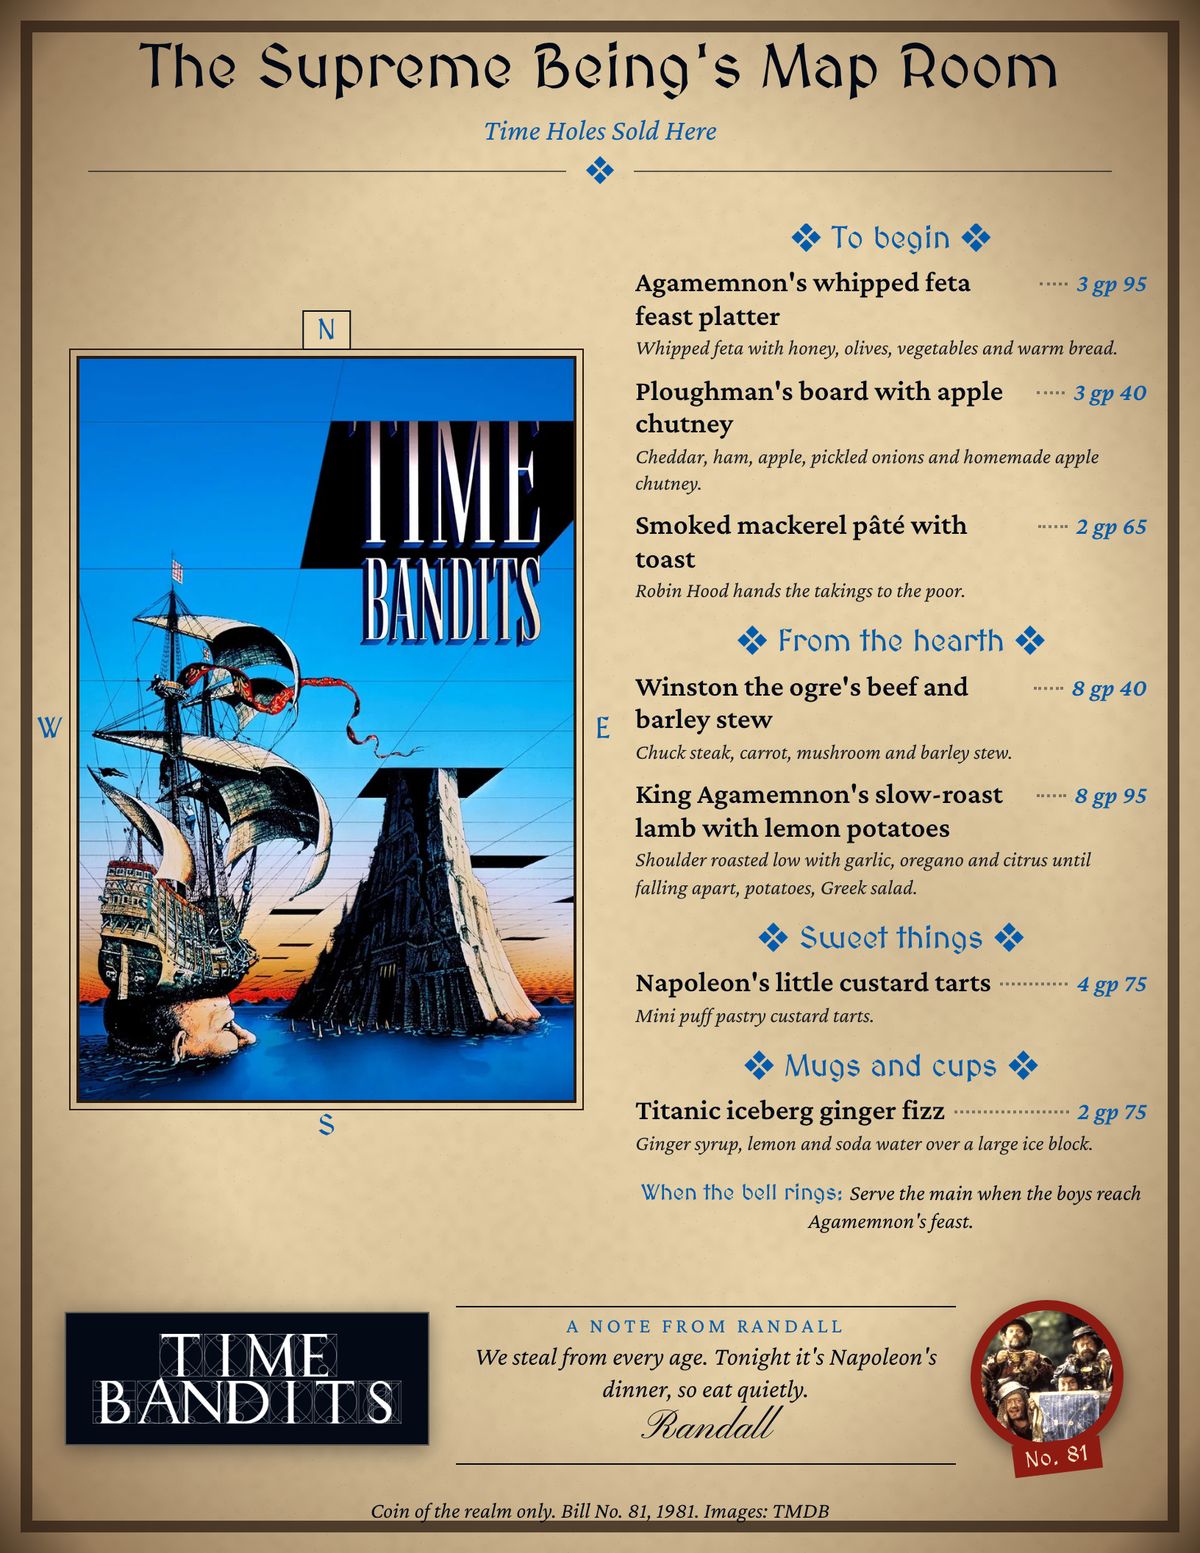 The Supreme Being's Map Room
Time Holes Sold Here
N
W
E
S
TIME
BANDITS
To begin
Agamemnon's whipped feta ..... 3 gp 95
feast platter
Whipped feta with honey, olives, vegetables and warm bread.
Ploughman's board with apple ..... 3 gp 40
chutney
Cheddar, ham, apple, pickled onions and homemade apple
chutney.
Smoked mackerel pâté with ..... 2 gp 65
toast
Robin Hood hands the takings to the poor.
From the hearth
Winston the ogre's beef and ..... 8 gp 40
barley stew
Chuck steak, carrot, mushroom and barley stew.
King Agamemnon's slow-roast ..... 8 gp 95
lamb with lemon potatoes
Shoulder roasted low with garlic, oregano and citrus until
falling apart, potatoes, Greek salad.
Sweet things
Napoleon's little custard tarts ..... 4 gp 75
Mini puff pastry custard tarts.
Mugs and cups
Titanic iceberg ginger fizz ..... 2 gp 75
Ginger syrup, lemon and soda water over a large ice block.
When the bell rings: Serve the main when the boys reach
Agamemnon's feast.
TIME
BANDITS
A NOTE FROM RANDALL
We steal from every age. Tonight it's Napoleon's
dinner, so eat quietly.
Randall
No. 81
Coin of the realm only. Bill No. 81, 1981. Images: TMDB